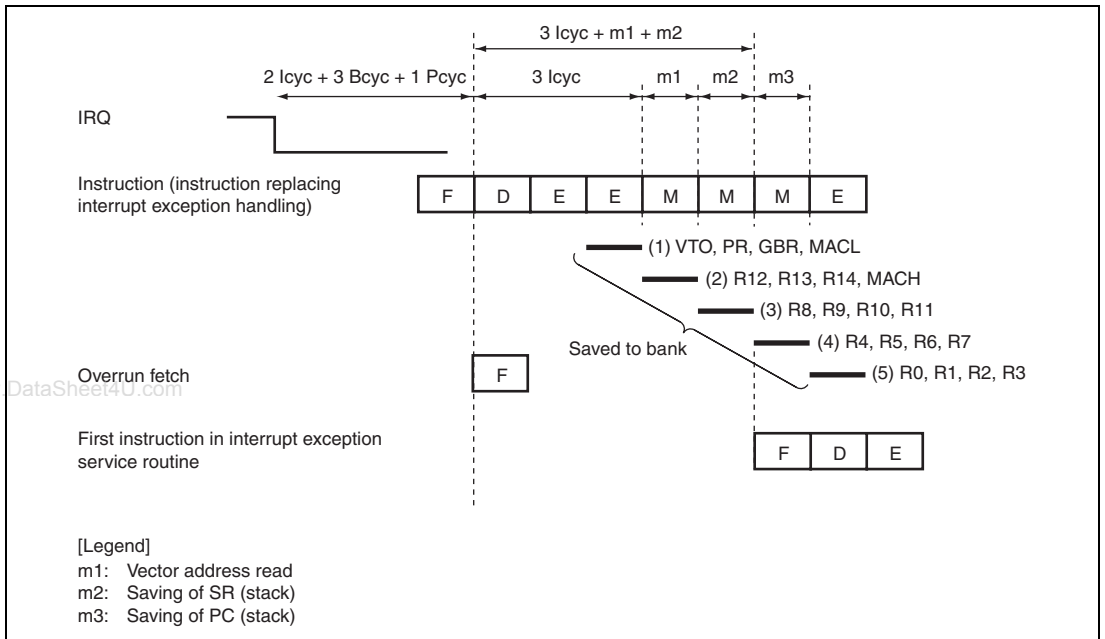 3 Icyc + m1 + m2
2 Icyc + 3 Bcyc + 1 Pcyc
3 Icyc
m1
m2
m3
IRQ
Instruction (instruction replacing
interrupt exception handling)
F
D
E
E
M
M
M
E
(1) VTO, PR, GBR, MACL
(2) R12, R13, R14, MACH
(3) R8, R9, R10, R11
(4) R4, R5, R6, R7
Saved to bank
(5) R0, R1, R2, R3
Overrun fetch
F
DataSheet4U.com
First instruction in interrupt exception
service routine
F
D
E
[Legend]
m1: Vector address read
m2: Saving of SR (stack)
m3: Saving of PC (stack)